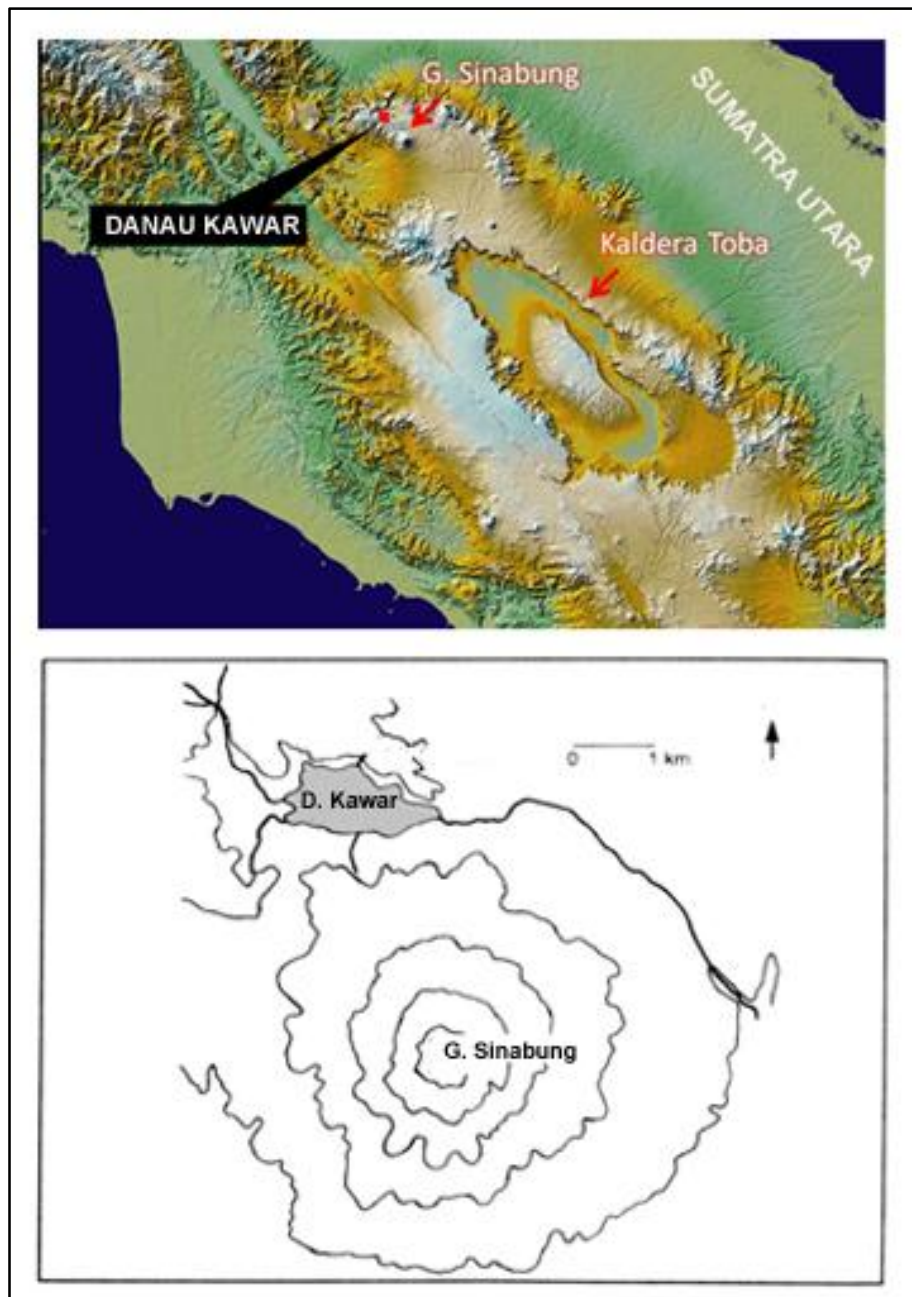 G. Sinabung
SUMATRA UTARA
DANAU KAWAR
Kaldera Toba
0 1 km
D. Kawar
G. Sinabung